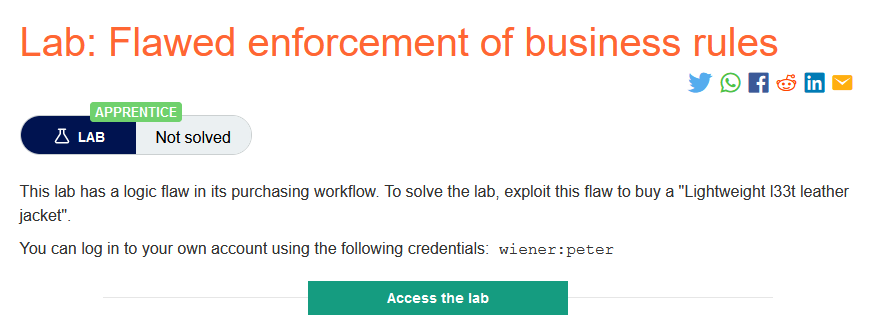 Lab: Flawed enforcement of business rules
APPRENTICE
LAB Not solved
This lab has a logic flaw in its purchasing workflow. To solve the lab, exploit this flaw to buy a "Lightweight l33t leather
jacket".
You can log in to your own account using the following credentials: wiener:peter
Access the lab